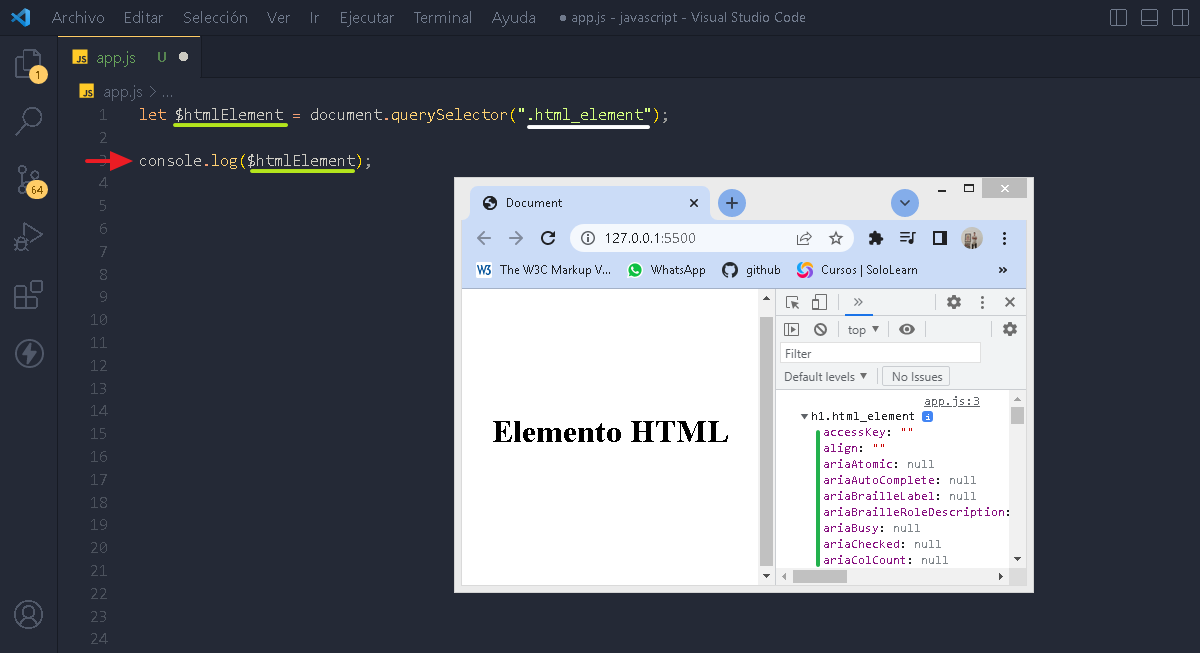 Archivo Editar Selección Ver Ir Ejecutar Terminal Ayuda ● app.js - javascript - Visual Studio Code
JS app.js U
JS app.js > ...
1 let $htmlElement = document.querySelector(".html_element");
2
3 console.log($htmlElement);
4
5
6
7
8
9
10
11
12
13
14
15
16
17
18
19
20
21
22
23
24
1
64
Document
127.0.0.1:5500
W3 The W3C Markup V... WhatsApp github Cursos | SoloLearn »
Elemento HTML
»
top ▼
Filter
Default levels ▼ No Issues
app.js:3
▼h1.html_element i
accessKey: ""
align: ""
ariaAtomic: null
ariaAutoComplete: null
ariaBrailleLabel: null
ariaBrailleRoleDescription:
ariaBusy: null
ariaChecked: null
ariaColCount: null